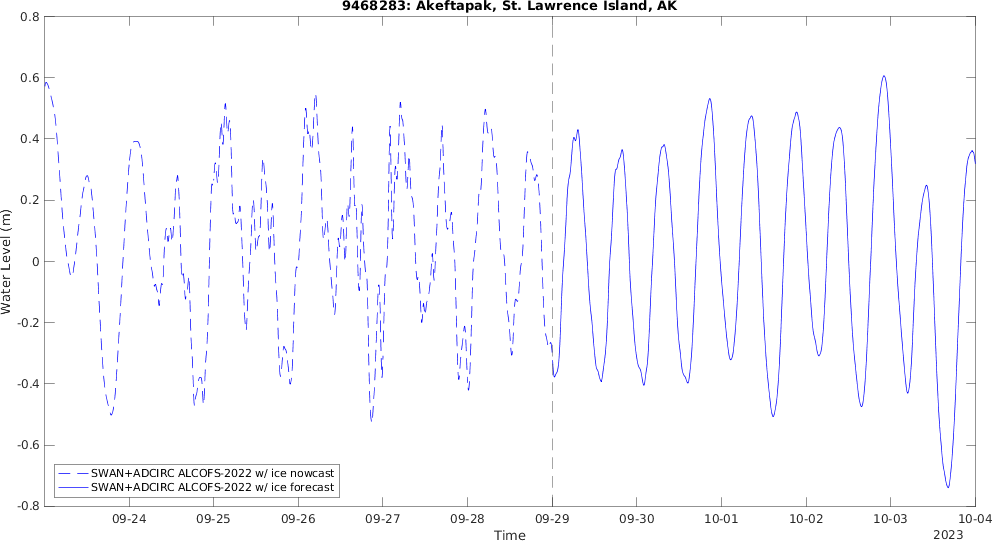 9468283: Akeftapak, St. Lawrence Island, AK
0.8
0.6
0.4
0.2
0
-0.2
-0.4
-0.6
-0.8
Water Level (m)
SWAN+ADCIRC ALCOFS-2022 w/ ice nowcast
SWAN+ADCIRC ALCOFS-2022 w/ ice forecast
09-24 09-25 09-26 09-27 09-28 09-29 09-30 10-01 10-02 10-03 10-04
Time
2023